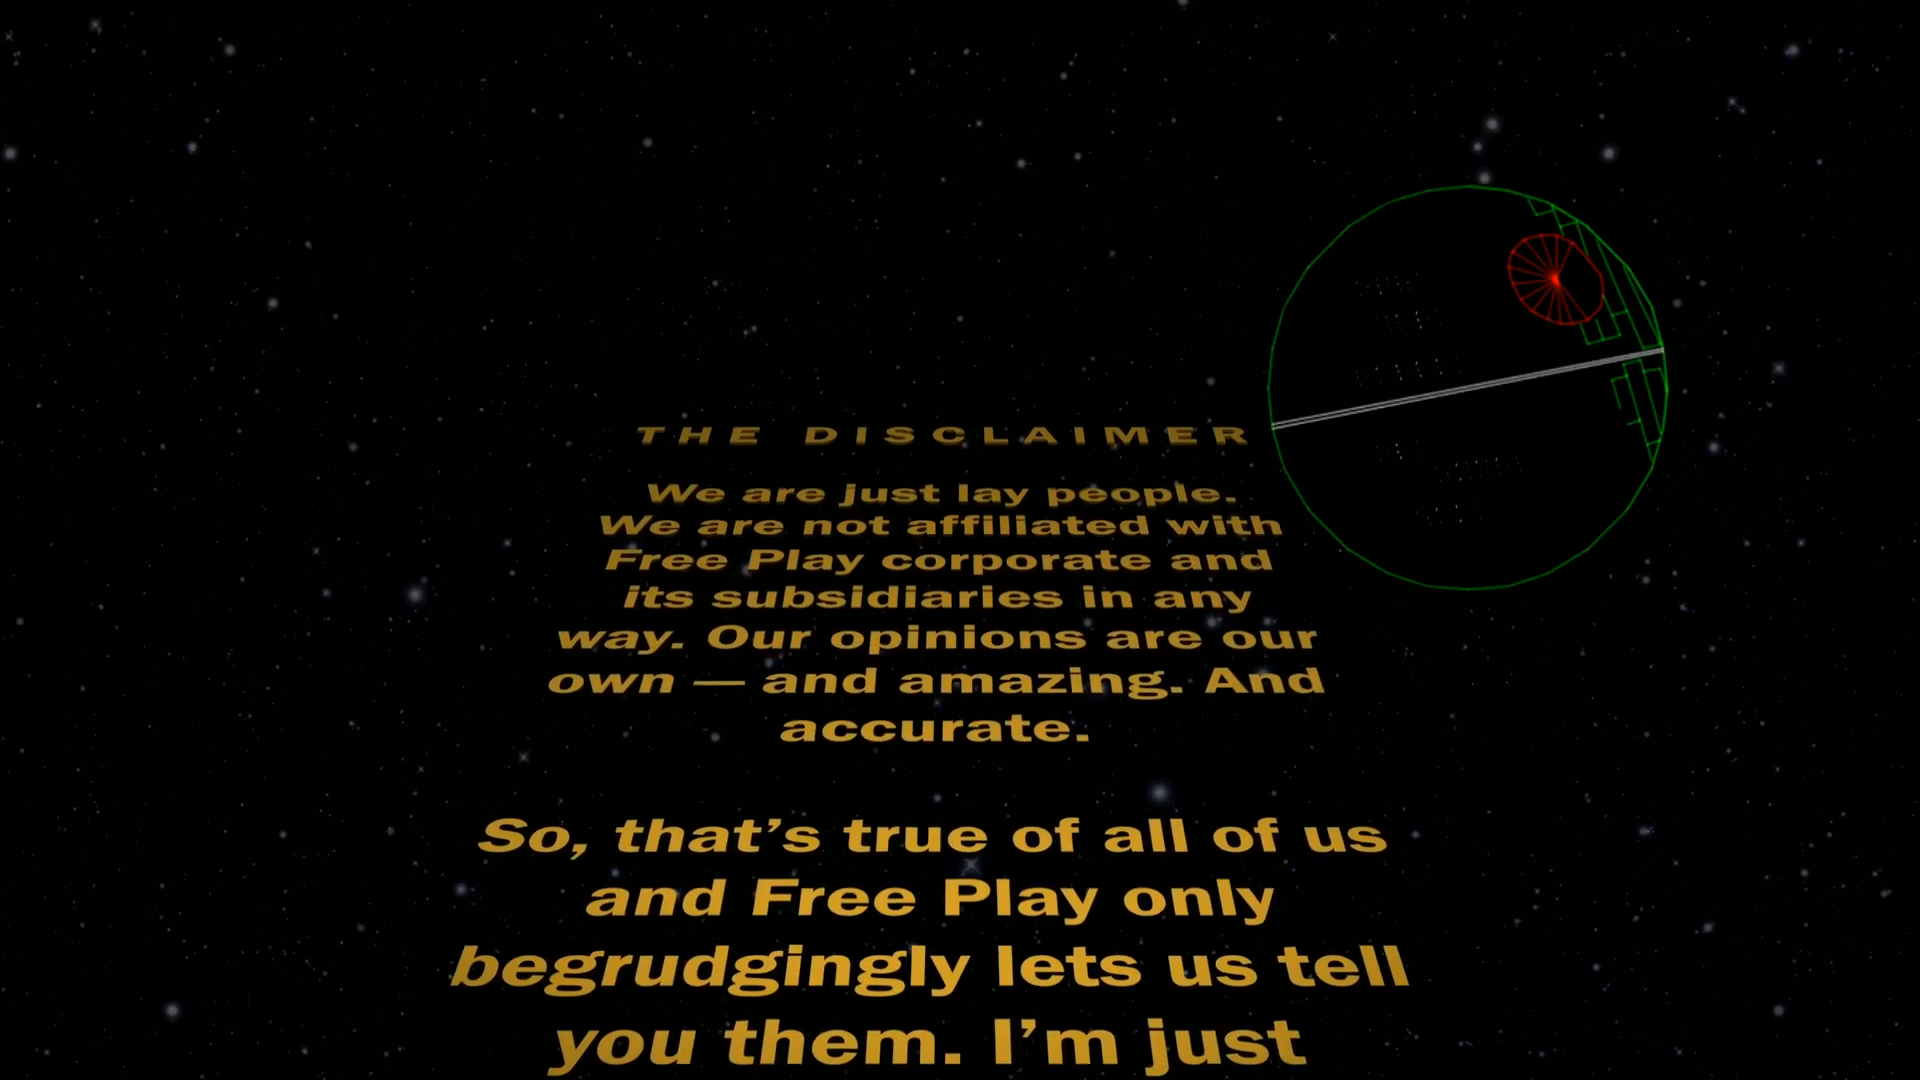 THE DISCLAIMER
We are just lay people.
We are not affiliated with
Free Play corporate and
its subsidiaries in any
way. Our opinions are our
own — and amazing. And
accurate.
So, that’s true of all of us
and Free Play only
begrudgingly lets us tell
you them. I’m just